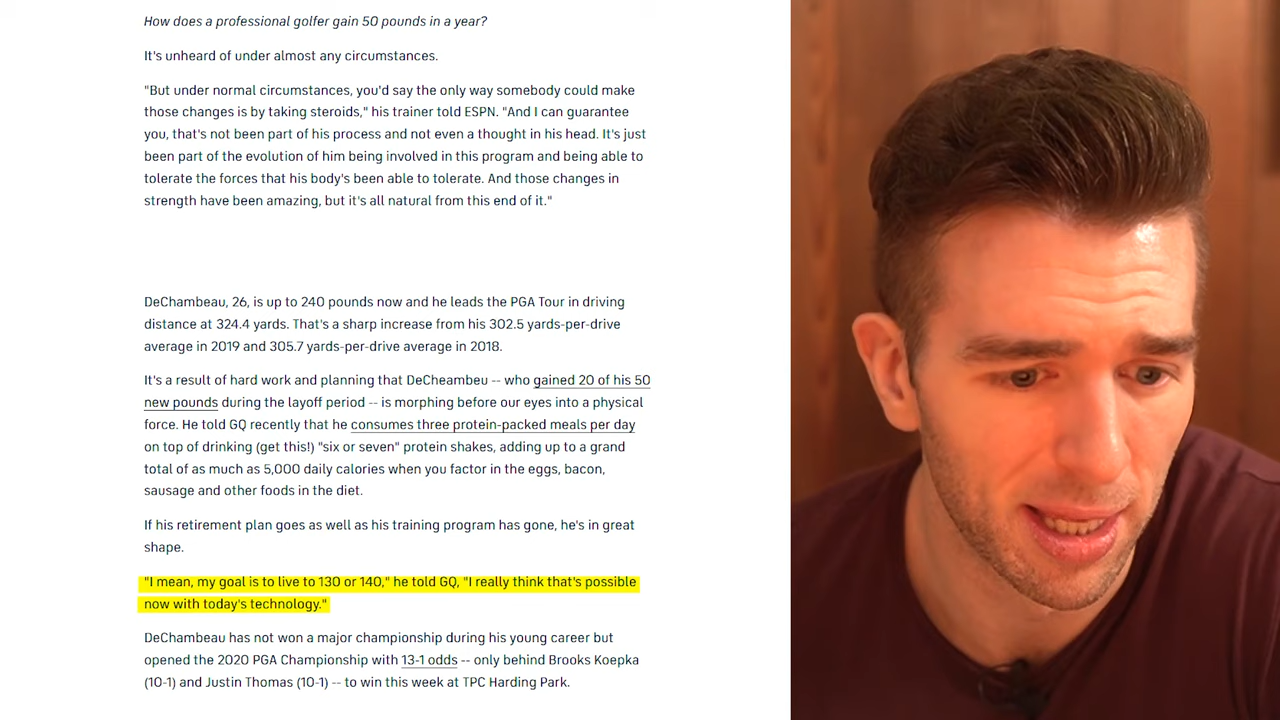 How does a professional golfer gain 50 pounds in a year?
It's unheard of under almost any circumstances.
"But under normal circumstances, you'd say the only way somebody could make
those changes is by taking steroids," his trainer told ESPN. "And I can guarantee
you, that's not been part of his process and not even a thought in his head. It's just
been part of the evolution of him being involved in this program and being able to
tolerate the forces that his body's been able to tolerate. And those changes in
strength have been amazing, but it's all natural from this end of it."
DeChambeau, 26, is up to 240 pounds now and he leads the PGA Tour in driving
distance at 324.4 yards. That's a sharp increase from his 302.5 yards-per-drive
average in 2019 and 305.7 yards-per-drive average in 2018.
It's a result of hard work and planning that DeCheambeu -- who gained 20 of his 50
new pounds during the layoff period -- is morphing before our eyes into a physical
force. He told GQ recently that he consumes three protein-packed meals per day
on top of drinking (get this!) "six or seven" protein shakes, adding up to a grand
total of as much as 5,000 daily calories when you factor in the eggs, bacon,
sausage and other foods in the diet.
If his retirement plan goes as well as his training program has gone, he's in great
shape.
"I mean, my goal is to live to 130 or 140," he told GQ, "I really think that's possible
now with today's technology."
DeChambeau has not won a major championship during his young career but
opened the 2020 PGA Championship with 13-1 odds -- only behind Brooks Koepka
(10-1) and Justin Thomas (10-1) -- to win this week at TPC Harding Park.